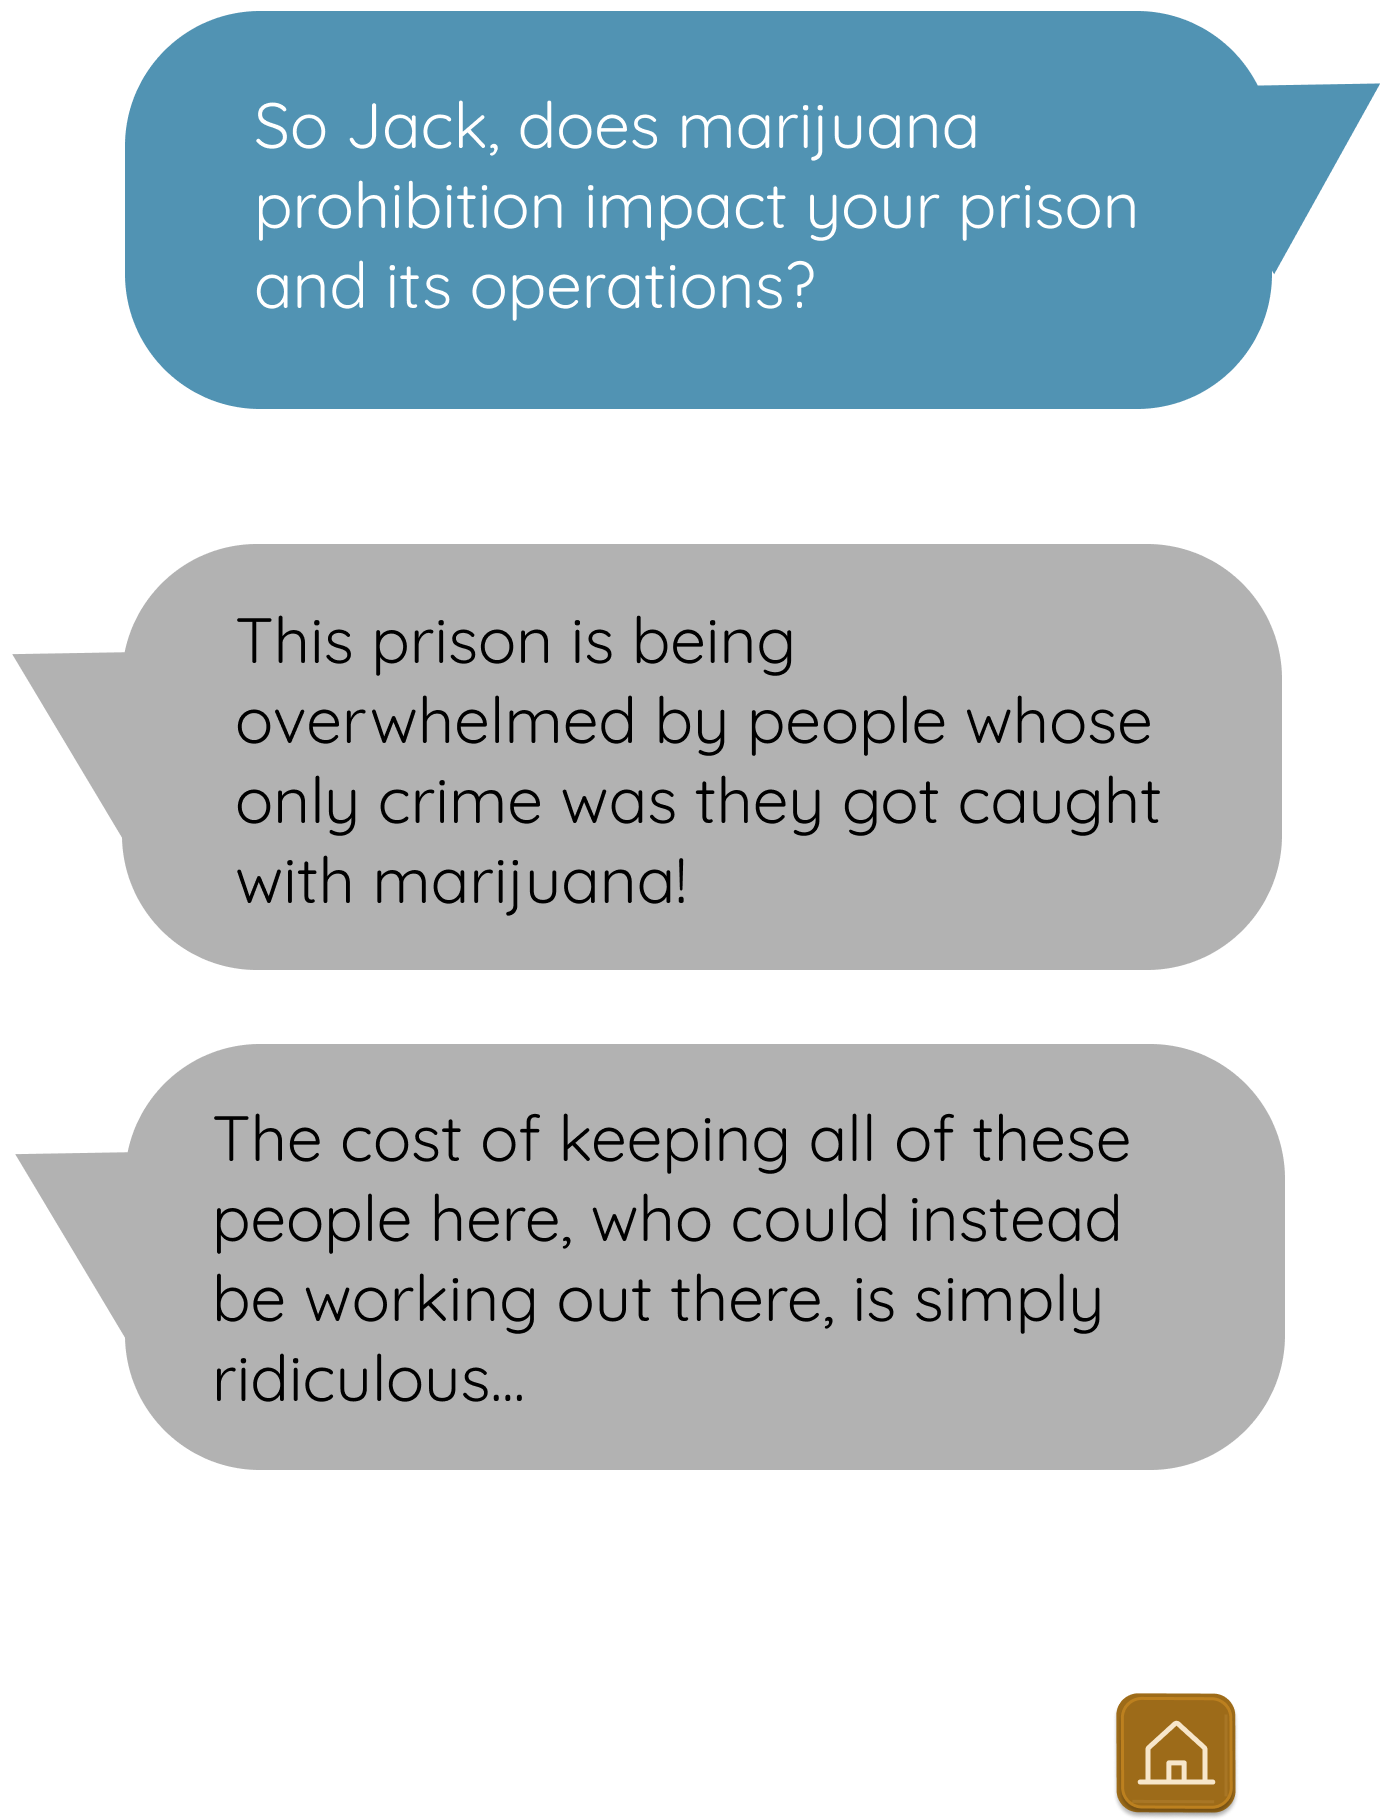 So Jack, does marijuana
prohibition impact your prison
and its operations?
This prison is being
overwhelmed by people whose
only crime was they got caught
with marijuana!
The cost of keeping all of these
people here, who could instead
be working out there, is simply
ridiculous...